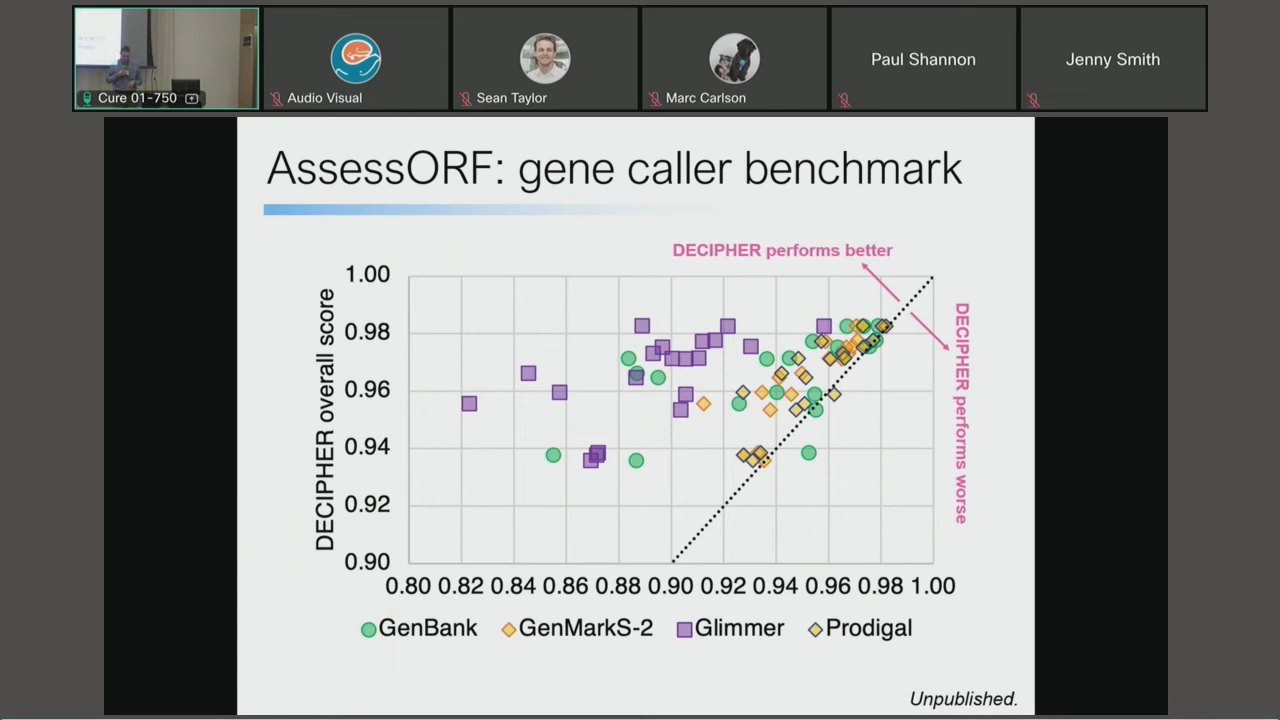 Cure 01-750
Audio Visual
Sean Taylor
Marc Carlson
Paul Shannon
Jenny Smith
AssessORF: gene caller benchmark
DECIPHER performs better
DECIPHER performs worse
DECIPHER overall score
1.00
0.98
0.96
0.94
0.92
0.90
0.80 0.82 0.84 0.86 0.88 0.90 0.92 0.94 0.96 0.98 1.00
GenBank GenMarkS-2 Glimmer Prodigal
Unpublished.